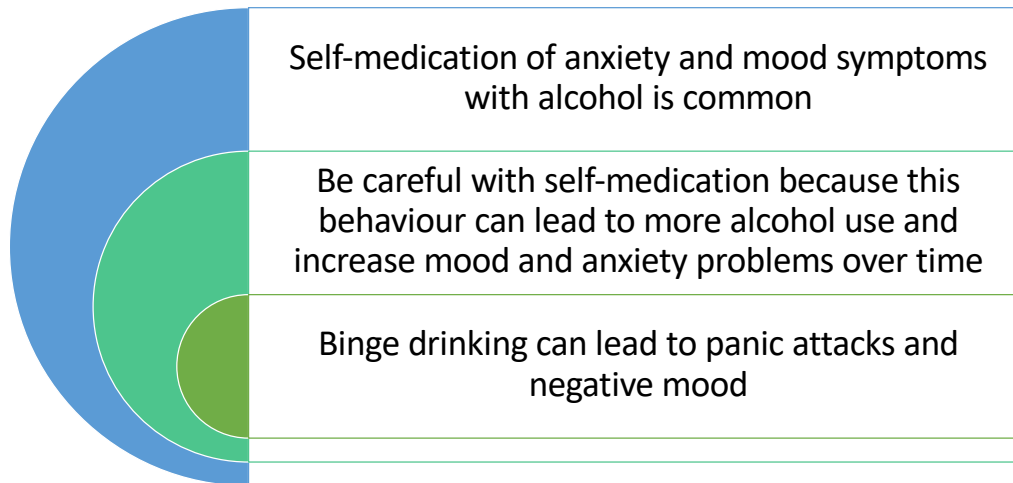 Self-medication of anxiety and mood symptoms
with alcohol is common
Be careful with self-medication because this
behaviour can lead to more alcohol use and
increase mood and anxiety problems over time
Binge drinking can lead to panic attacks and
negative mood